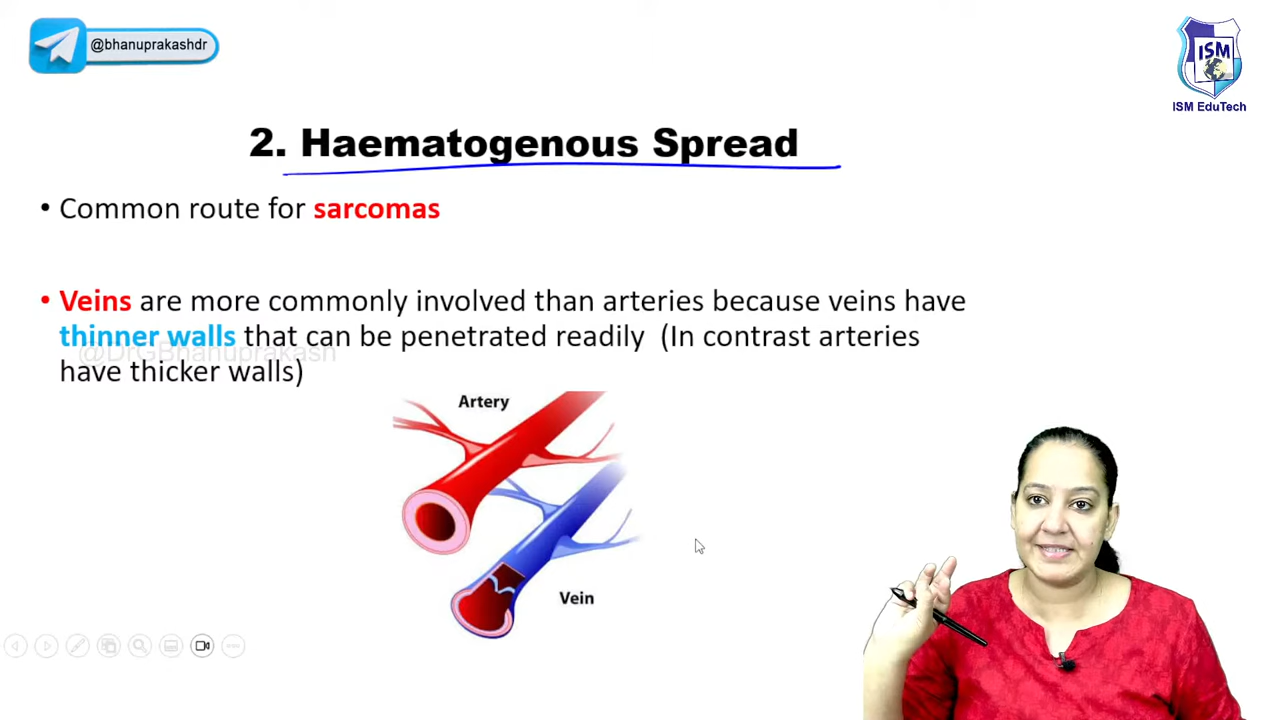 @bhanuprakashdr
ISM
ISM EduTech
2. Haematogenous Spread
• Common route for sarcomas
• Veins are more commonly involved than arteries because veins have
thinner walls that can be penetrated readily (In contrast arteries
@DrGBhanuprakash
have thicker walls)
Artery
Vein